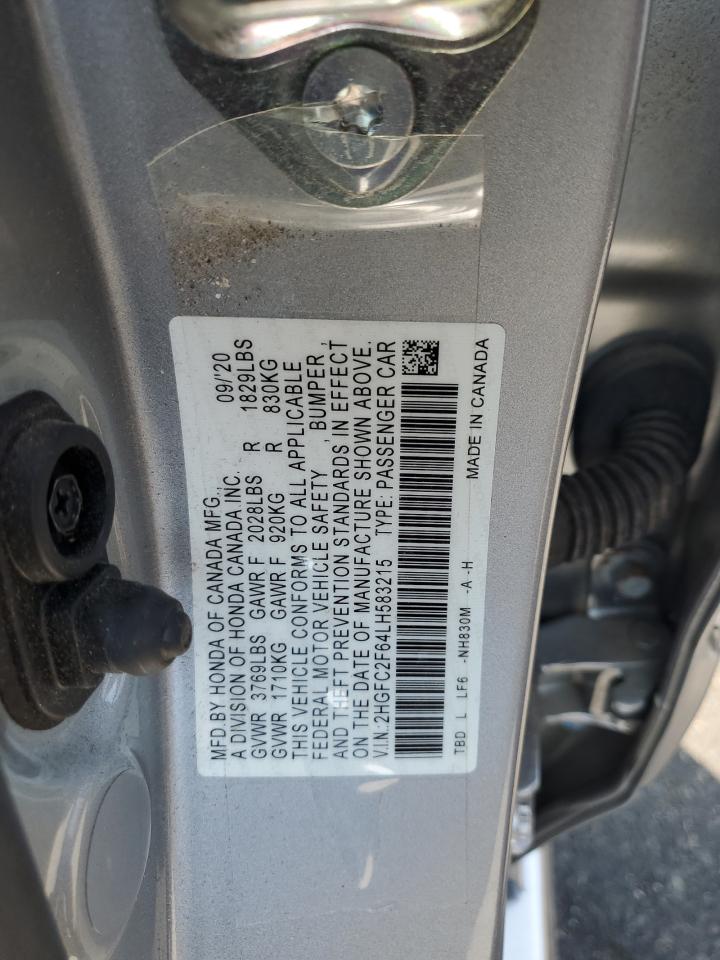 MFD BY HONDA OF CANADA MFG., 09/'20
A DIVISION OF HONDA CANADA INC.
GVWR 3769LBS GAWR F 2028LBS R 1829LBS
GVWR 1710KG GAWR F 920KG R 830KG
THIS VEHICLE CONFORMS TO ALL APPLICABLE
FEDERAL MOTOR VEHICLE SAFETY , BUMPER ,
AND THEFT PREVENTION STANDARDS IN EFFECT
ON THE DATE OF MANUFACTURE SHOWN ABOVE.
V.I.N.:2HGFC2F64LH583215 TYPE: PASSENGER CAR
TBD L LF6 -NH830M -A -H MADE IN CANADA